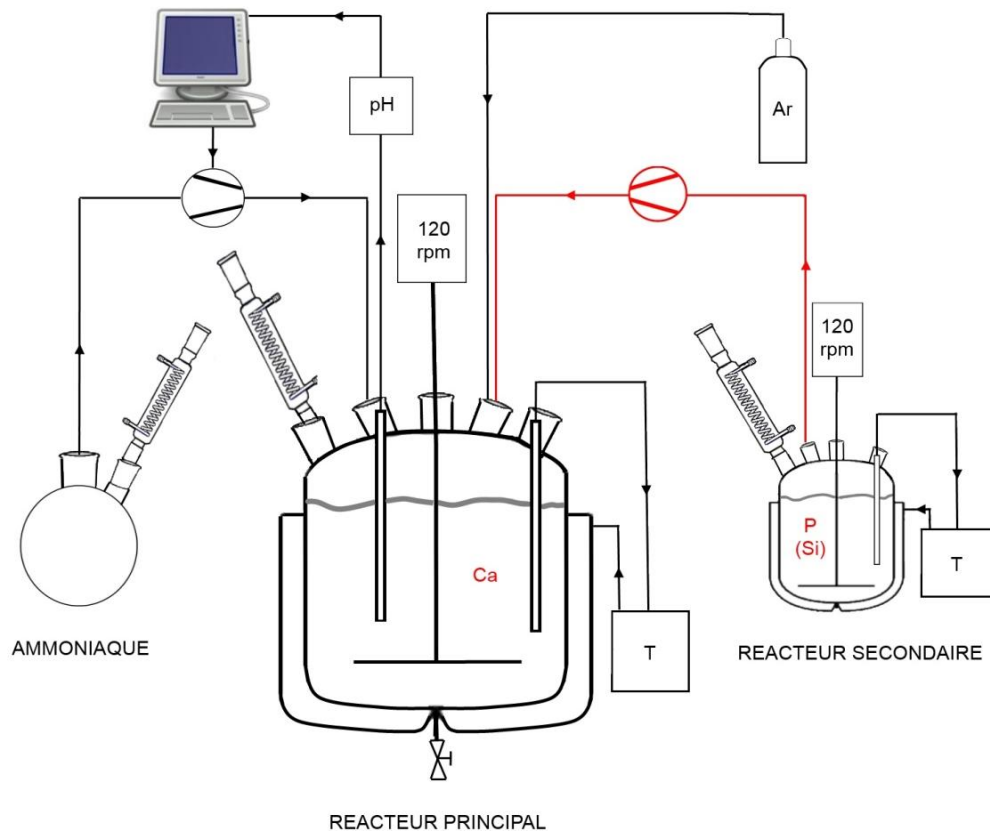 pH
Ar
120
rpm
120
rpm
P
(Si)
Ca
T
T
AMMONIAQUE
REACTEUR SECONDAIRE
REACTEUR PRINCIPAL